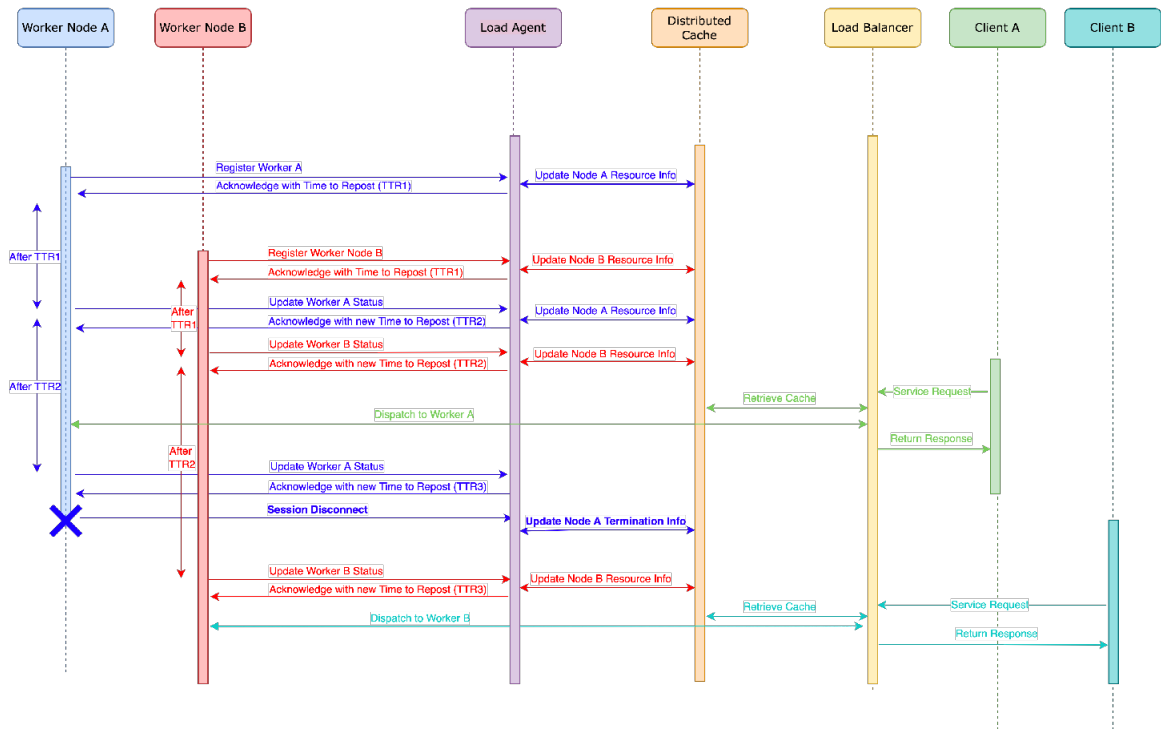 Worker Node A
Worker Node B
Load Agent
Distributed
Cache
Load Balancer
Client A
Client B
Register Worker A
Update Node A Resource Info
Acknowledge with Time to Repost (TTR1)
After TTR1
Register Worker Node B
Update Node B Resource Info
Acknowledge with Time to Repost (TTR1)
Update Worker A Status
After
TTR1
Update Node A Resource Info
Acknowledge with new Time to Repost (TTR2)
Update Worker B Status
Update Node B Resource Info
Acknowledge with new Time to Repost (TTR2)
After TTR2
Service Request
Retrieve Cache
Dispatch to Worker A
Return Response
After
TTR2
Update Worker A Status
Acknowledge with new Time to Repost (TTR3)
Session Disconnect
Update Node A Termination Info
Update Worker B Status
Update Node B Resource Info
Acknowledge with new Time to Repost (TTR3)
Service Request
Retrieve Cache
Dispatch to Worker B
Return Response